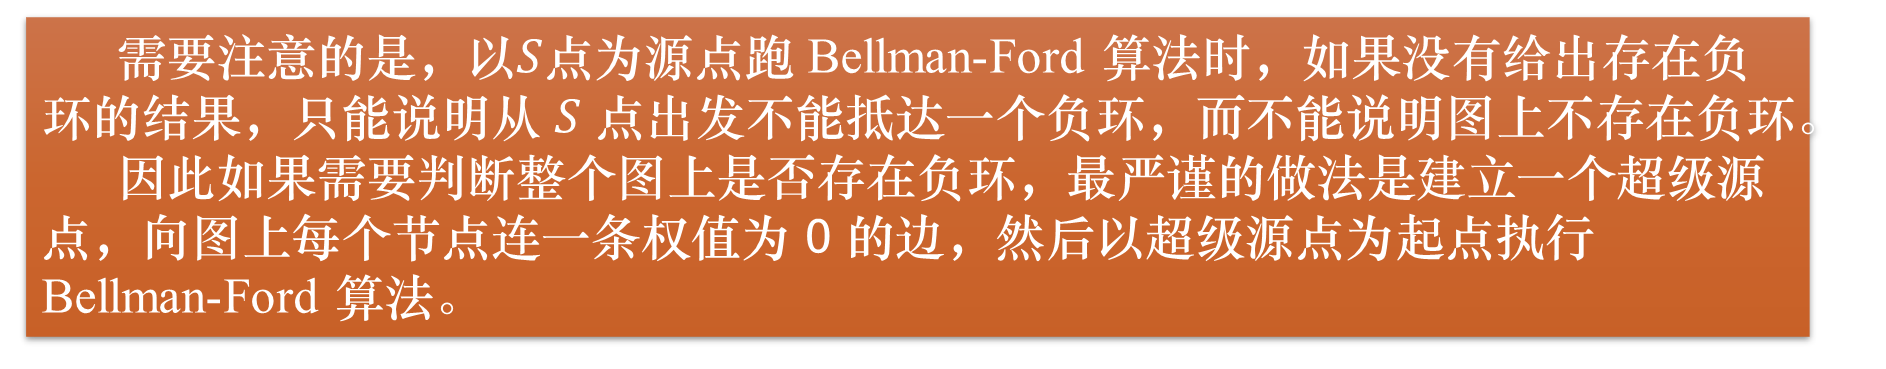 需要注意的是，以S点为源点跑 Bellman-Ford 算法时，如果没有给出存在负
环的结果，只能说明从 S 点出发不能抵达一个负环，而不能说明图上不存在负环。
因此如果需要判断整个图上是否存在负环，最严谨的做法是建立一个超级源
点，向图上每个节点连一条权值为 0 的边，然后以超级源点为起点执行
Bellman-Ford 算法。